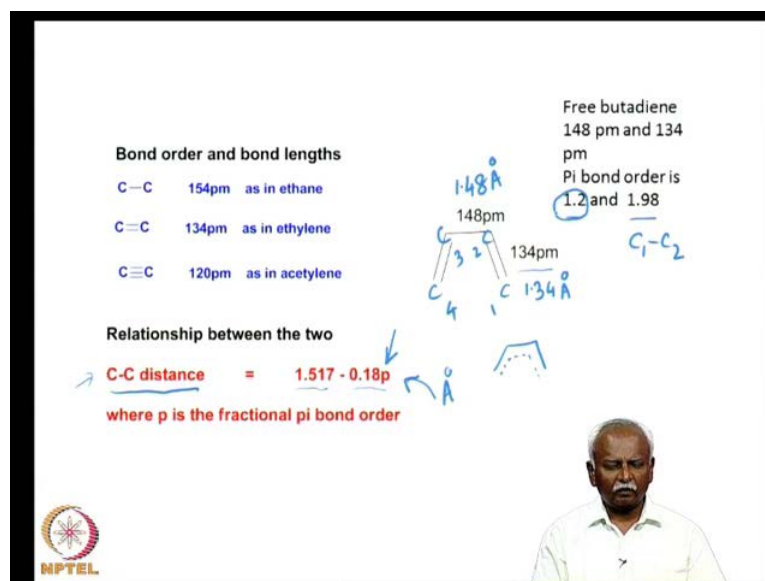 Free butadiene
148 pm and 134
pm
Pi bond order is
1.2 and 1.98
C₁-C₂
Bond order and bond lengths
C-C 154pm as in ethane
C=C 134pm as in ethylene
C≡C 120pm as in acetylene
1.48 Å
148pm
C C
3 2
134pm
C C 1.34 Å
4 1
Relationship between the two
C-C distance = 1.517 - 0.18p
Å
where p is the fractional pi bond order
NPTEL